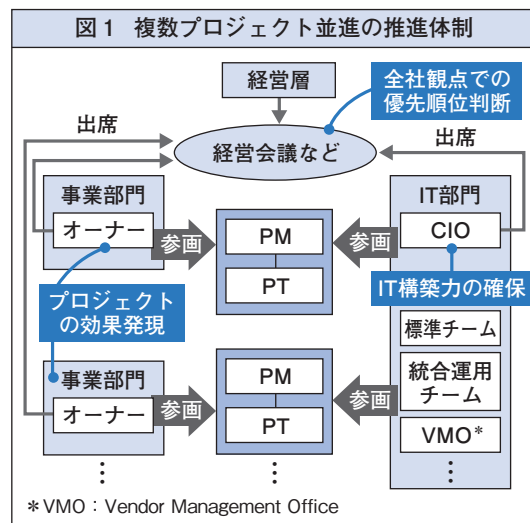 図1 複数プロジェクト並進の推進体制
経営層
全社観点での
優先順位判断
出席
経営会議など
出席
事業部門
オーナー
参画
PM
PT
参画
IT部門
CIO
プロジェクト
の効果発現
IT構築力の確保
標準チーム
統合運用
チーム
VMO*
⋮
事業部門
オーナー
参画
PM
PT
参画
⋮
⋮
*VMO:Vendor Management Office